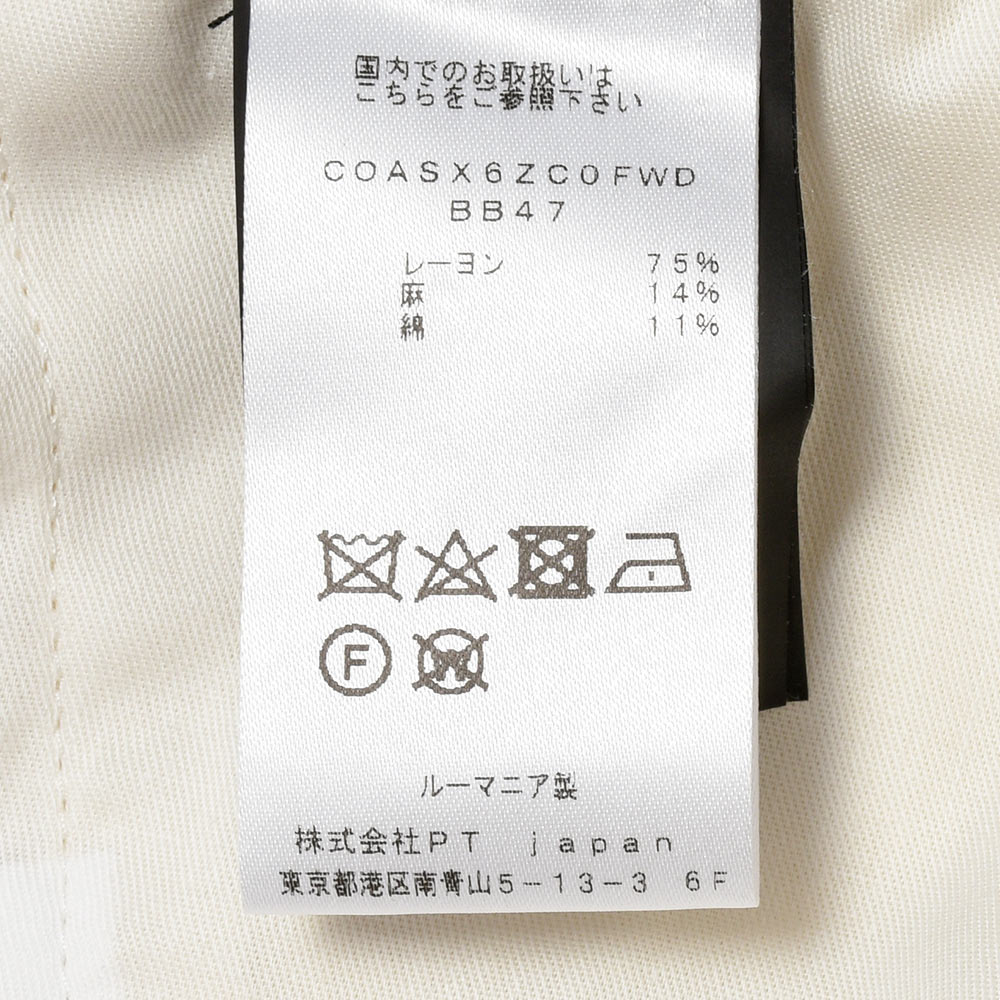 国内でのお取扱いは
こちらをご参照下さい
COASX6ZC0FWD
BB47
レーヨン 75%
麻 14%
綿 11%
F
W
ルーマニア製
株式会社PT japan
東京都港区南青山5-13-3 6F